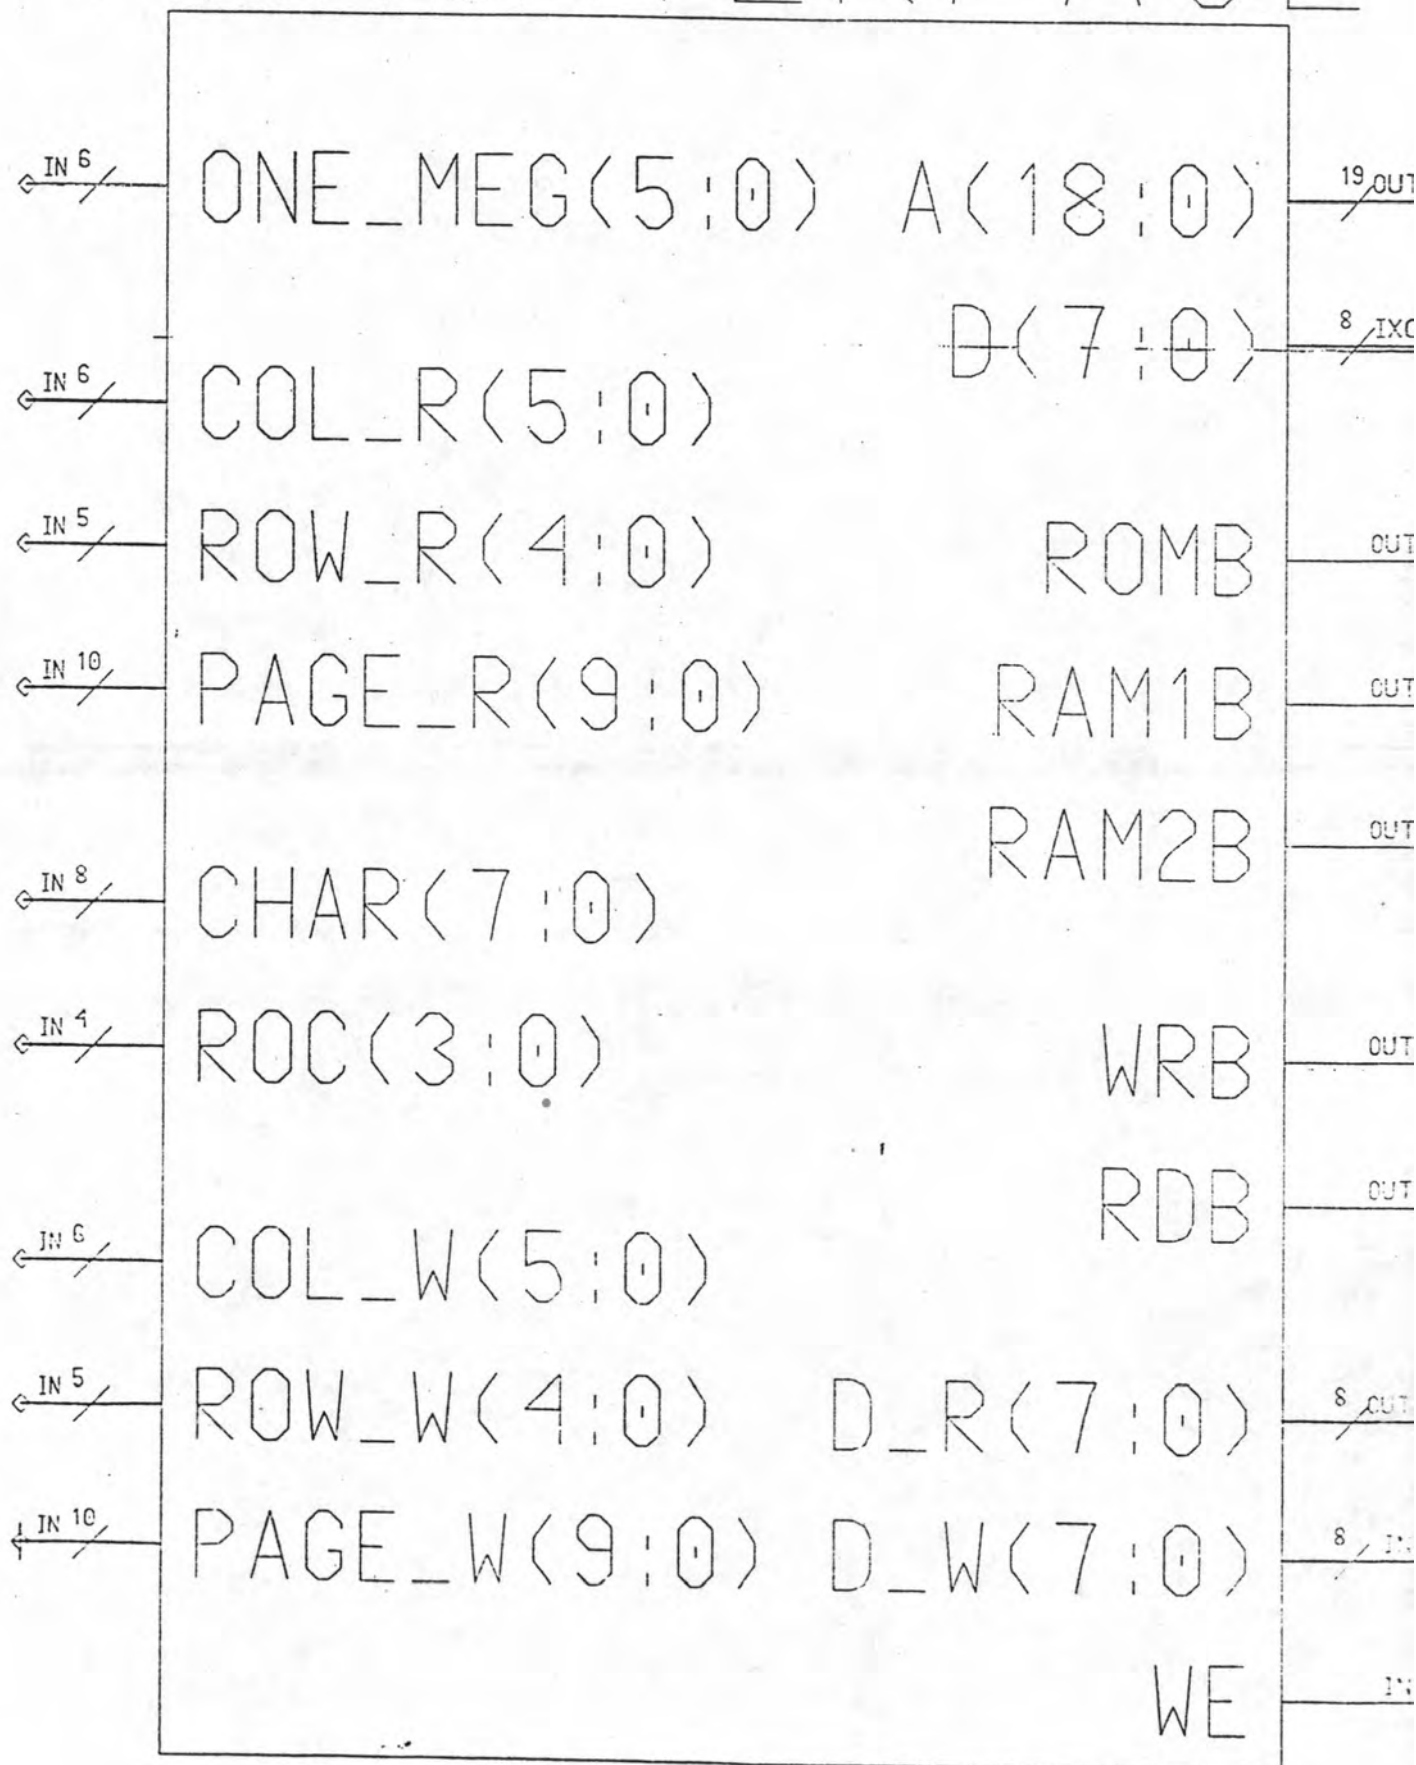 IN 6 ONE_MEG(5:0) A(18:0) 19 OUT
D(7:0) 8 IXO
IN 6 COL_R(5:0)
IN 5 ROW_R(4:0) ROMB OUT
IN 10 PAGE_R(9:0) RAM1B OUT
RAM2B OUT
IN 8 CHAR(7:0)
IN 4 ROC(3:0) WRB OUT
RDB OUT
IN 6 COL_W(5:0)
IN 5 ROW_W(4:0) D_R(7:0) 8 OUT
IN 10 PAGE_W(9:0) D_W(7:0) 8 IN
WE IN